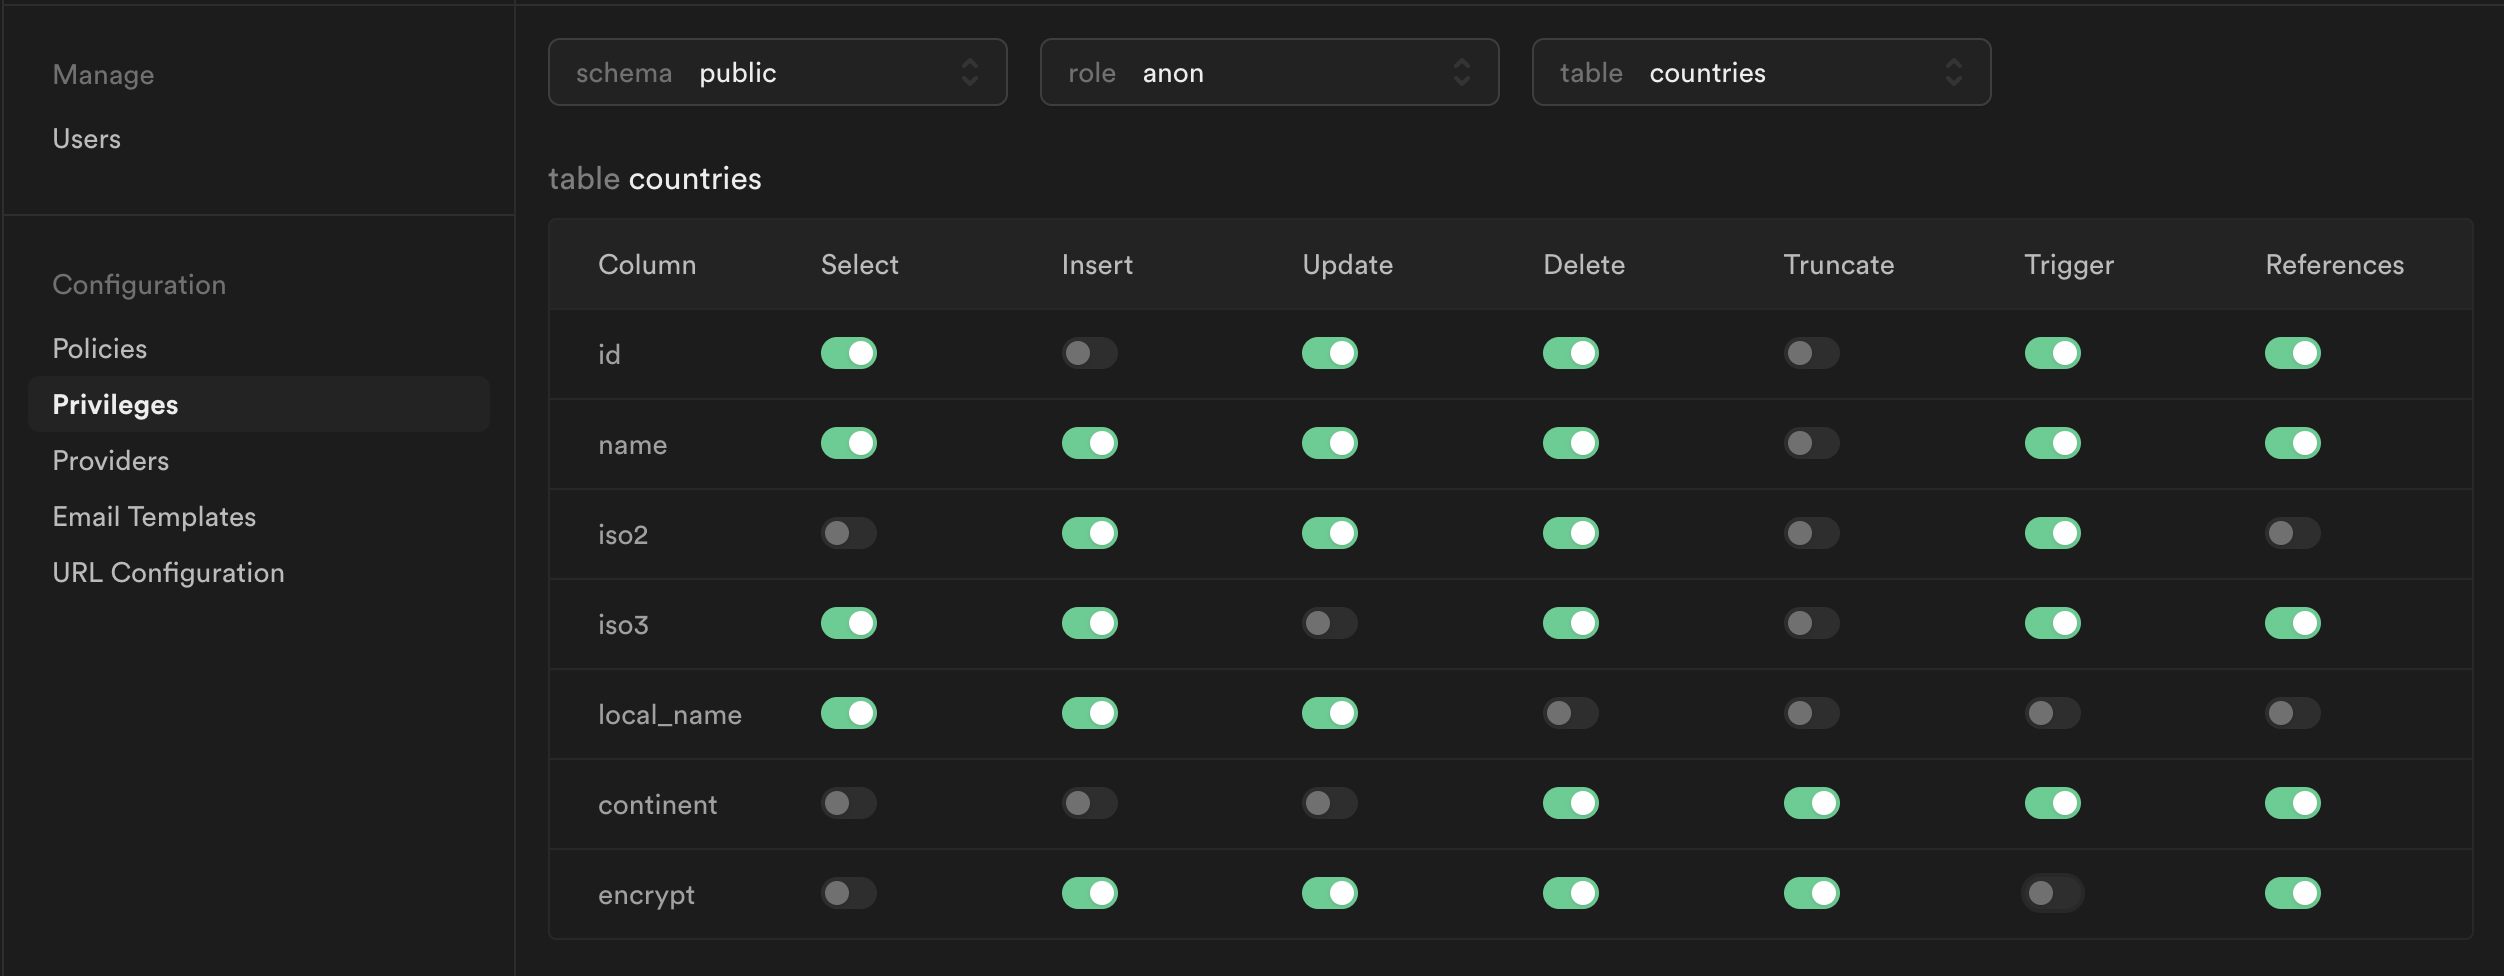 Manage
Users
Configuration
Policies
Privileges
Providers
Email Templates
URL Configuration
schema public
role anon
table countries
table countries
Column Select Insert Update Delete Truncate Trigger References
id
name
iso2
iso3
local_name
continent
encrypt